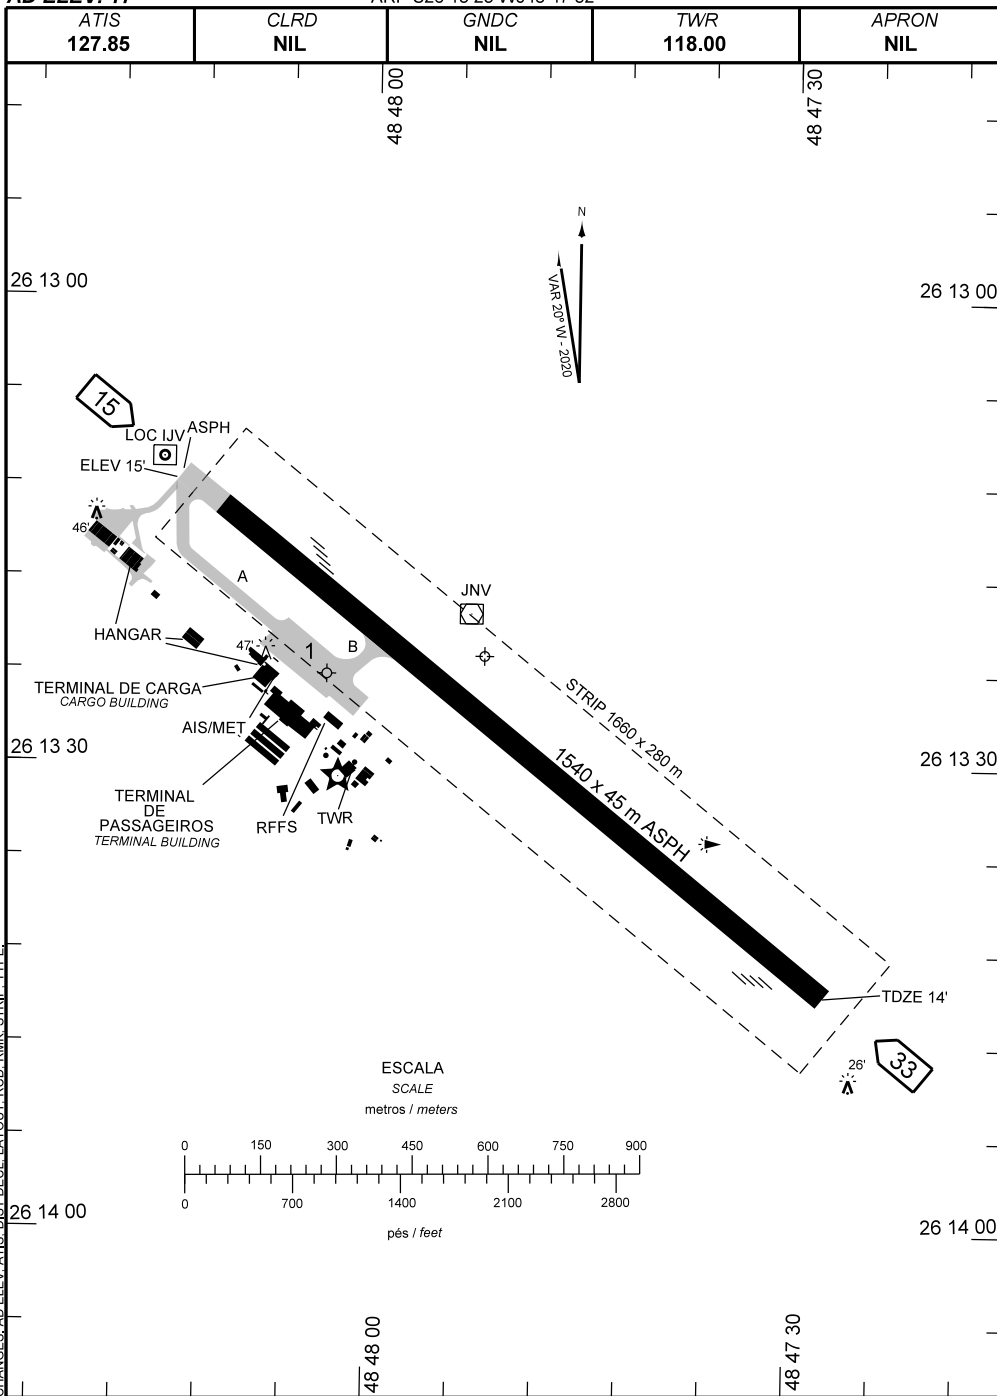 ATIS CLRD GNDC TWR APRON
127.85 NIL NIL 118.00 NIL
48 48 00
48 47 30
N
VAR 20° W - 2020
26 13 00
26 13 00
15
LOC IJV
ASPH
ELEV 15'
46'
A
JNV
HANGAR
47'
1
B
TERMINAL DE CARGA
CARGO BUILDING
STRIP 1660 x 280 m
AIS/MET
26 13 30
26 13 30
1540 x 45 m ASPH
TERMINAL
DE
PASSAGEIROS
TERMINAL BUILDING
RFFS
TWR
TDZE 14'
33
26'
ESCALA
SCALE
metros / meters
0 150 300 450 600 750 900
0 700 1400 2100 2800
pés / feet
26 14 00
26 14 00
48 48 00
48 47 30